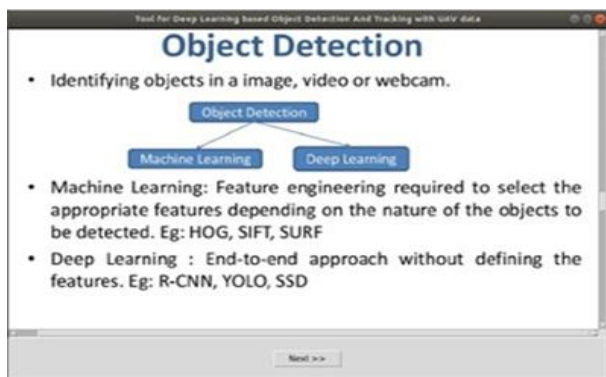 Tool for Deep Learning based Object Detection And Tracking with UAV data
Object Detection
• Identifying objects in a image, video or webcam.
Object Detection
Machine Learning Deep Learning
• Machine Learning: Feature engineering required to select the
appropriate features depending on the nature of the objects to
be detected. Eg: HOG, SIFT, SURF
• Deep Learning : End-to-end approach without defining the
features. Eg: R-CNN, YOLO, SSD
Next >>